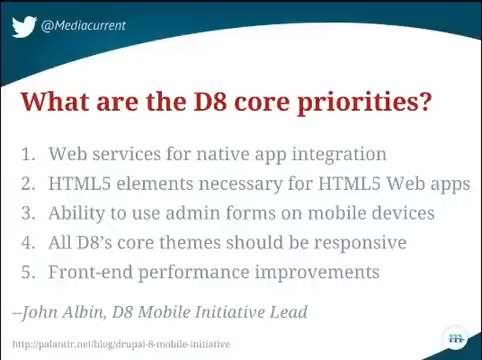 @Mediacurrent
What are the D8 core priorities?
1. Web services for native app integration
2. HTML5 elements necessary for HTML5 Web apps
3. Ability to use admin forms on mobile devices
4. All D8's core themes should be responsive
5. Front-end performance improvements
--John Albin, D8 Mobile Initiative Lead
http://palantir.net/blog/drupal-8-mobile-initiative
m